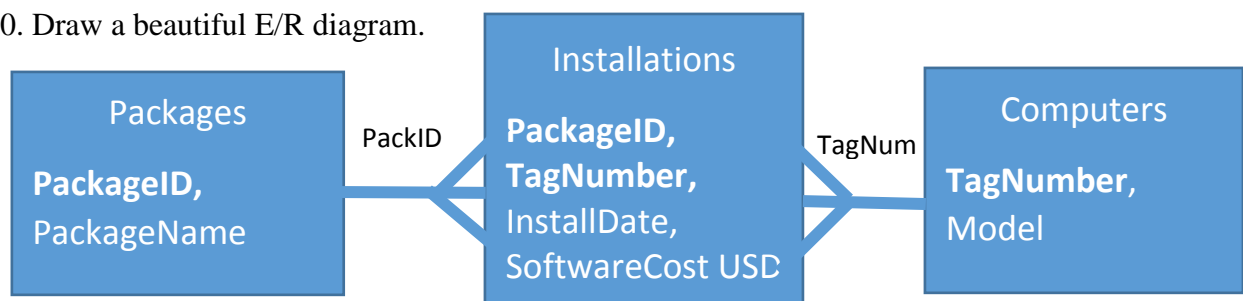 0. Draw a beautiful E/R diagram.
Packages
PackageID,
PackageName
PackID
Installations
PackageID,
TagNumber,
InstallDate,
SoftwareCost USD
TagNum
Computers
TagNumber,
Model